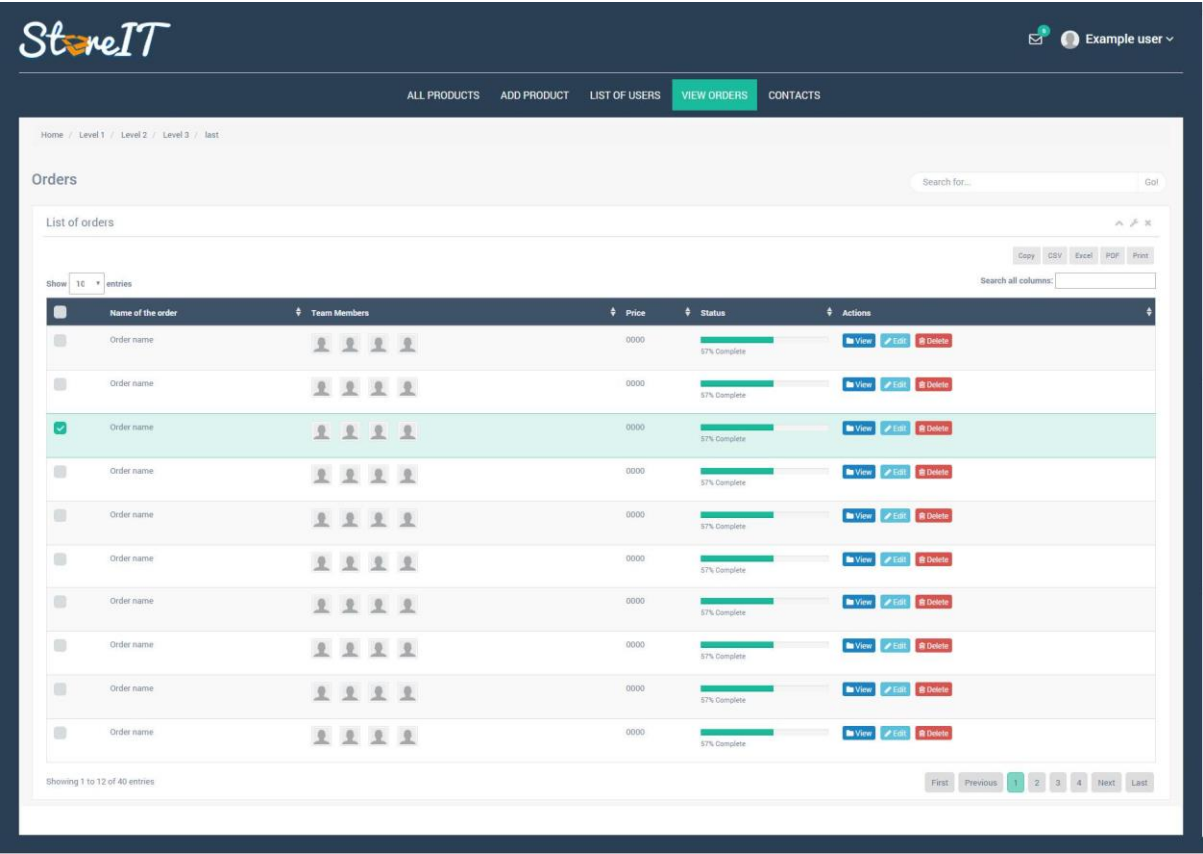 StoreIT
6
Example user
ALL PRODUCTS ADD PRODUCT LIST OF USERS VIEW ORDERS CONTACTS
Home / Level 1 / Level 2 / Level 3 / last
Orders
Search for... Go!
List of orders
Copy CSV Excel PDF Print
Show 10 entries
Search all columns:
Name of the order Team Members Price Status Actions
Order name 0000 View Edit Delete
57% Complete
Order name 0000 View Edit Delete
57% Complete
Order name 0000 View Edit Delete
57% Complete
Order name 0000 View Edit Delete
57% Complete
Order name 0000 View Edit Delete
57% Complete
Order name 0000 View Edit Delete
57% Complete
Order name 0000 View Edit Delete
57% Complete
Order name 0000 View Edit Delete
57% Complete
Order name 0000 View Edit Delete
57% Complete
Order name 0000 View Edit Delete
57% Complete
Showing 1 to 12 of 40 entries
First Previous 1 2 3 4 Next Last